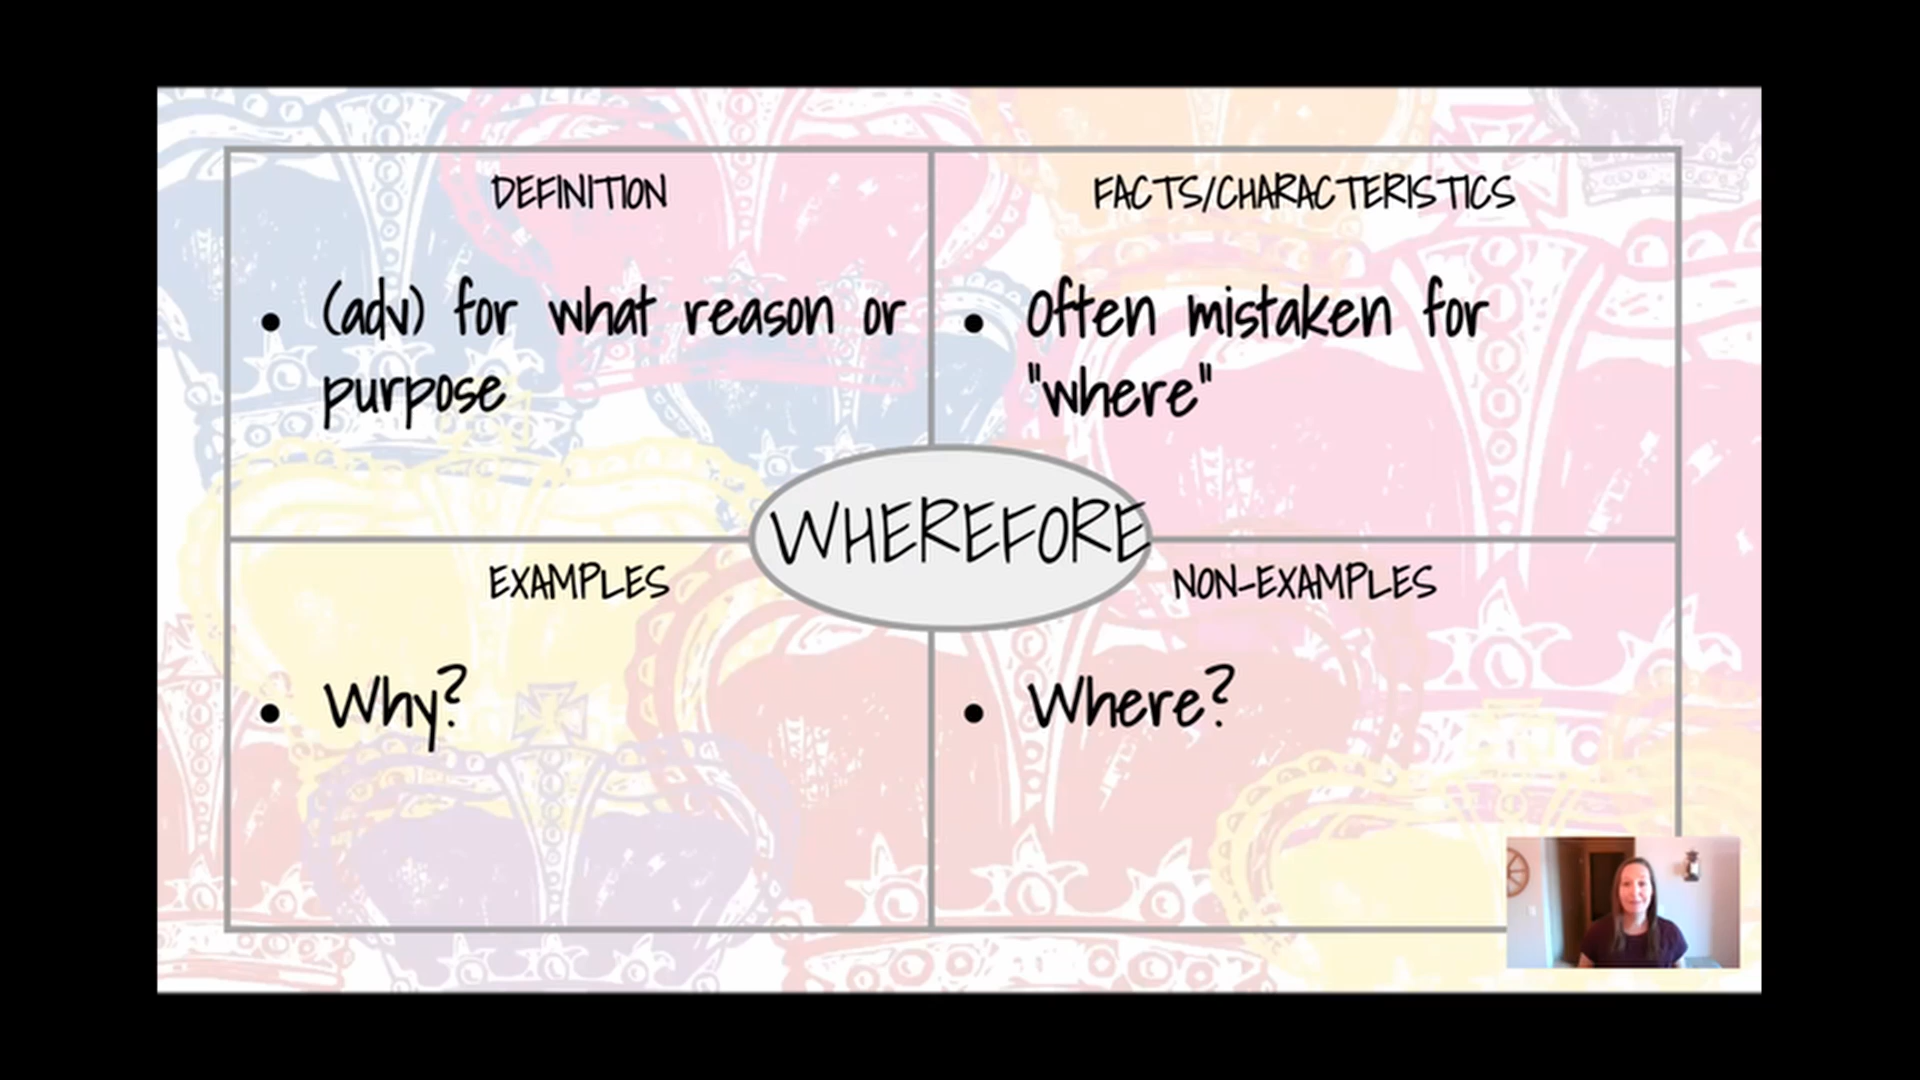 DEFINITION
• (adv) for what reason or
purpose
FACTS/CHARACTERISTICS
• Often mistaken for
"where"
WHEREFORE
EXAMPLES
• Why?
NON-EXAMPLES
• Where?